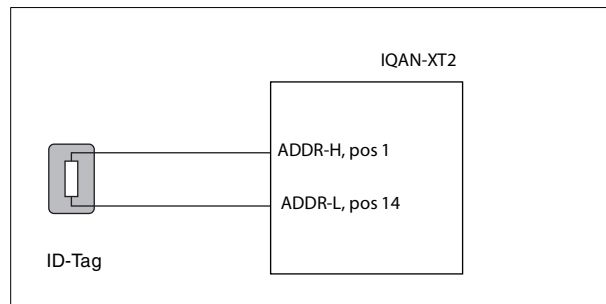 IQAN-XT2
ADDR-H, pos 1
ADDR-L, pos 14
ID-Tag